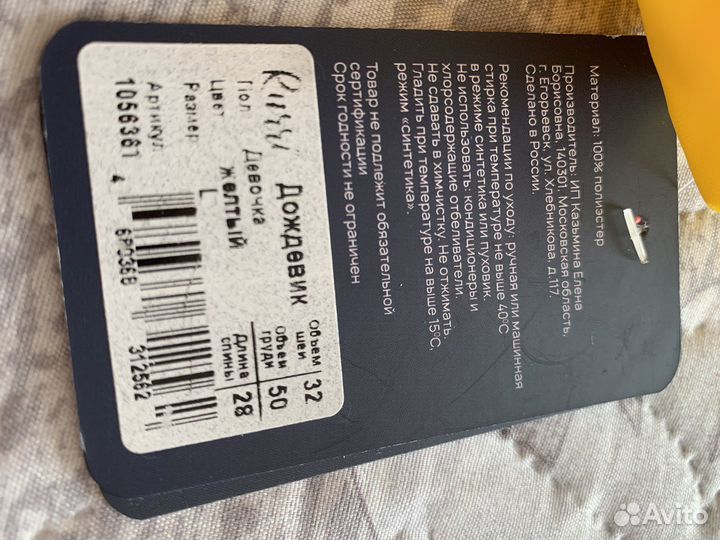 Материал: 100% полиэстер
Производитель: ИП Казьмина Елена
Борисовна, 140301, Московская область,
г. Егорьевск, ул. Хлебникова, д.117.
Сделано в России.
Рекомендации по уходу: ручная или машинная
стирка при температуре не выше 40°C
в режиме синтетика или пуховик.
Не использовать: кондиционеры и
хлорсодержащие отбеливатели.
Не сдавать в химчистку. Не отжимать.
Гладить при температуре на выше 15°C,
режим «синтетика».
Товар не подлежит обязательной
сертификации
Срок годности не ограничен
Дождевик
Пол Девочка
Цвет желтый
Размер L
Артикул:
1056361
Объем шеи 32
Объем груди 50
Длина спины 28
4
312562
Avito